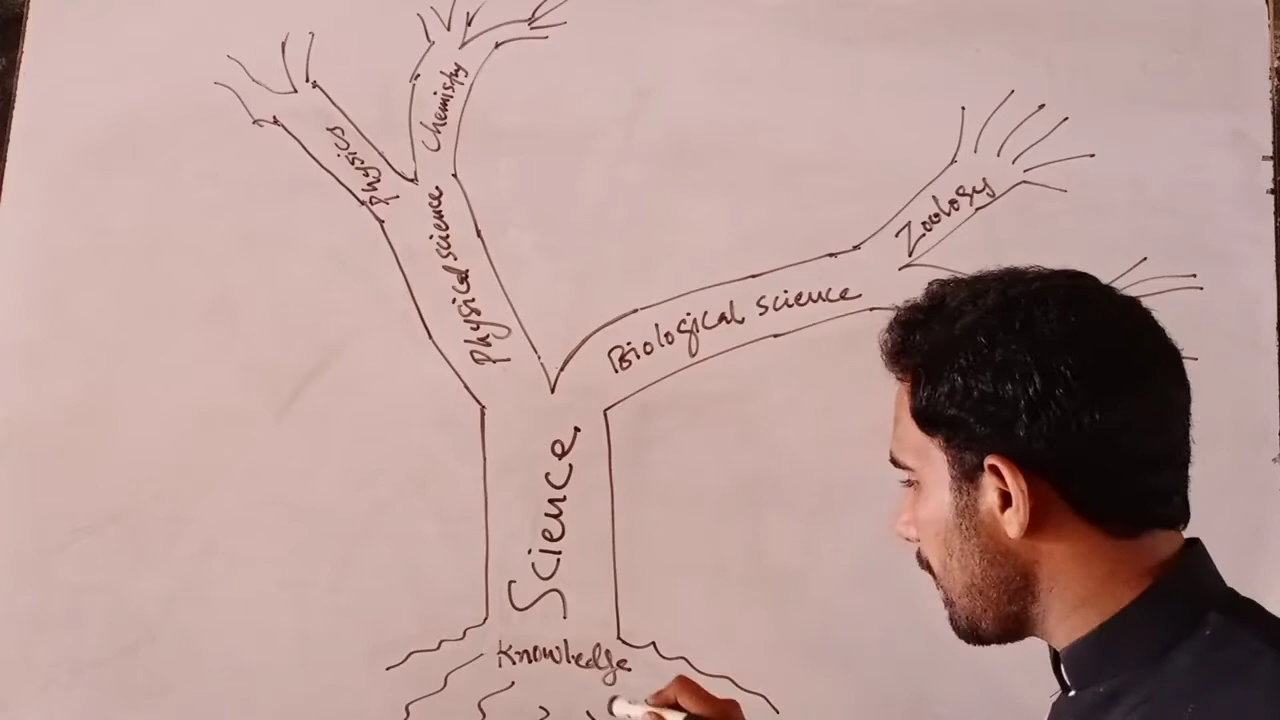 Chemistry
Physics
Physical science
Zoology
Biological science
Science
Knowledge